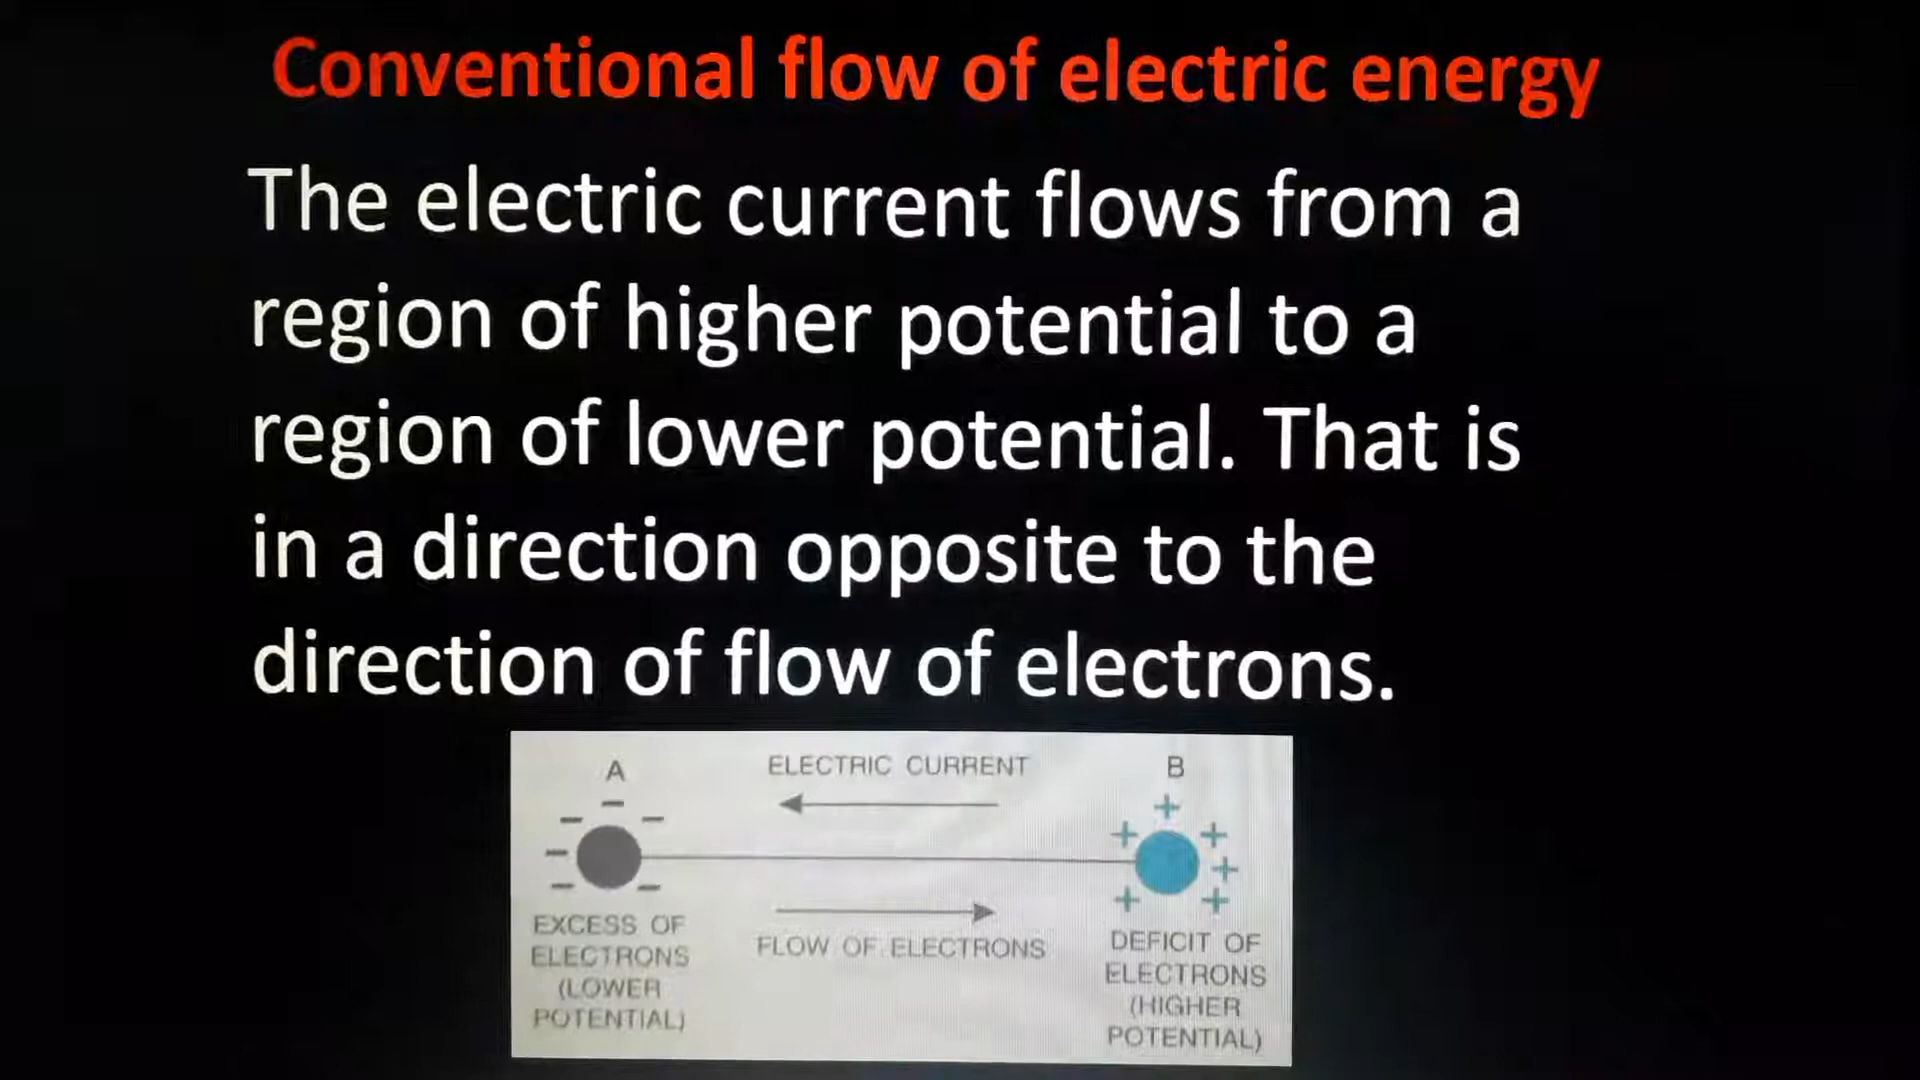 Conventional flow of electric energy
The electric current flows from a
region of higher potential to a
region of lower potential. That is
in a direction opposite to the
direction of flow of electrons.
A
ELECTRIC CURRENT
B
EXCESS OF
ELECTRONS
(LOWER
POTENTIAL)
FLOW OF ELECTRONS
DEFICIT OF
ELECTRONS
(HIGHER
POTENTIAL)